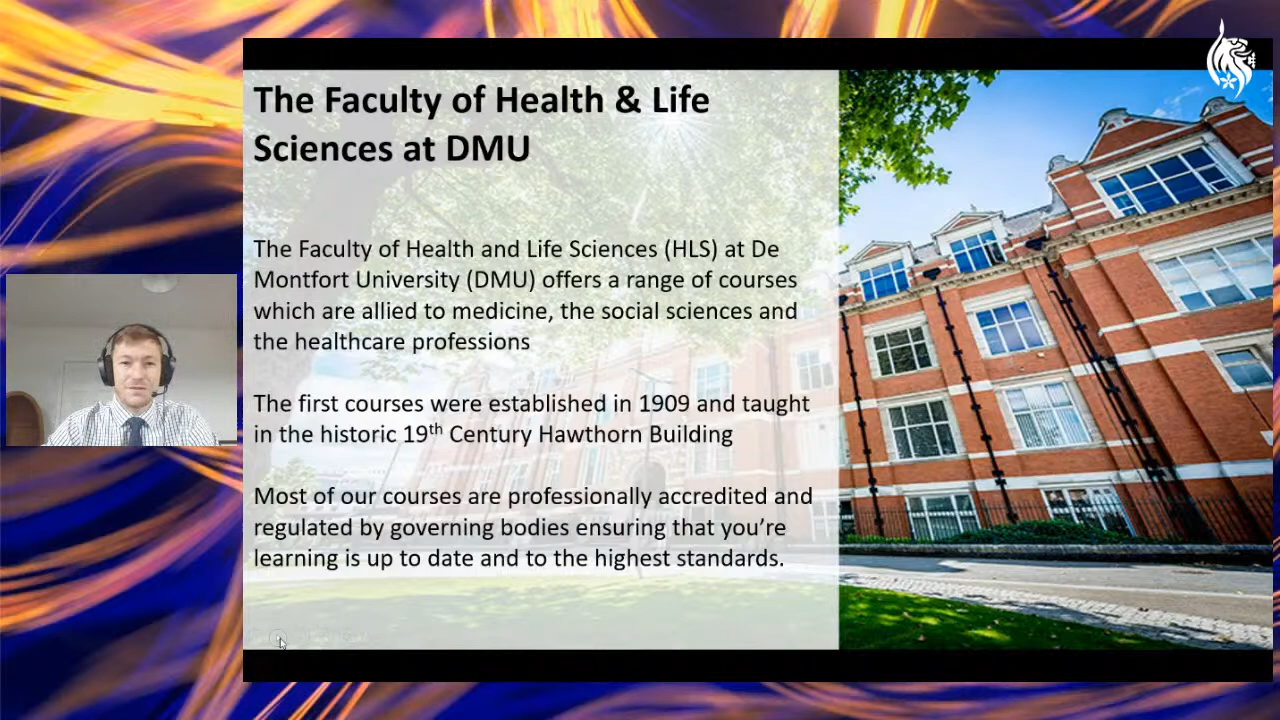 The Faculty of Health & Life
Sciences at DMU
The Faculty of Health and Life Sciences (HLS) at De
Montfort University (DMU) offers a range of courses
which are allied to medicine, the social sciences and
the healthcare professions
The first courses were established in 1909 and taught
in the historic 19th Century Hawthorn Building
Most of our courses are professionally accredited and
regulated by governing bodies ensuring that you're
learning is up to date and to the highest standards.